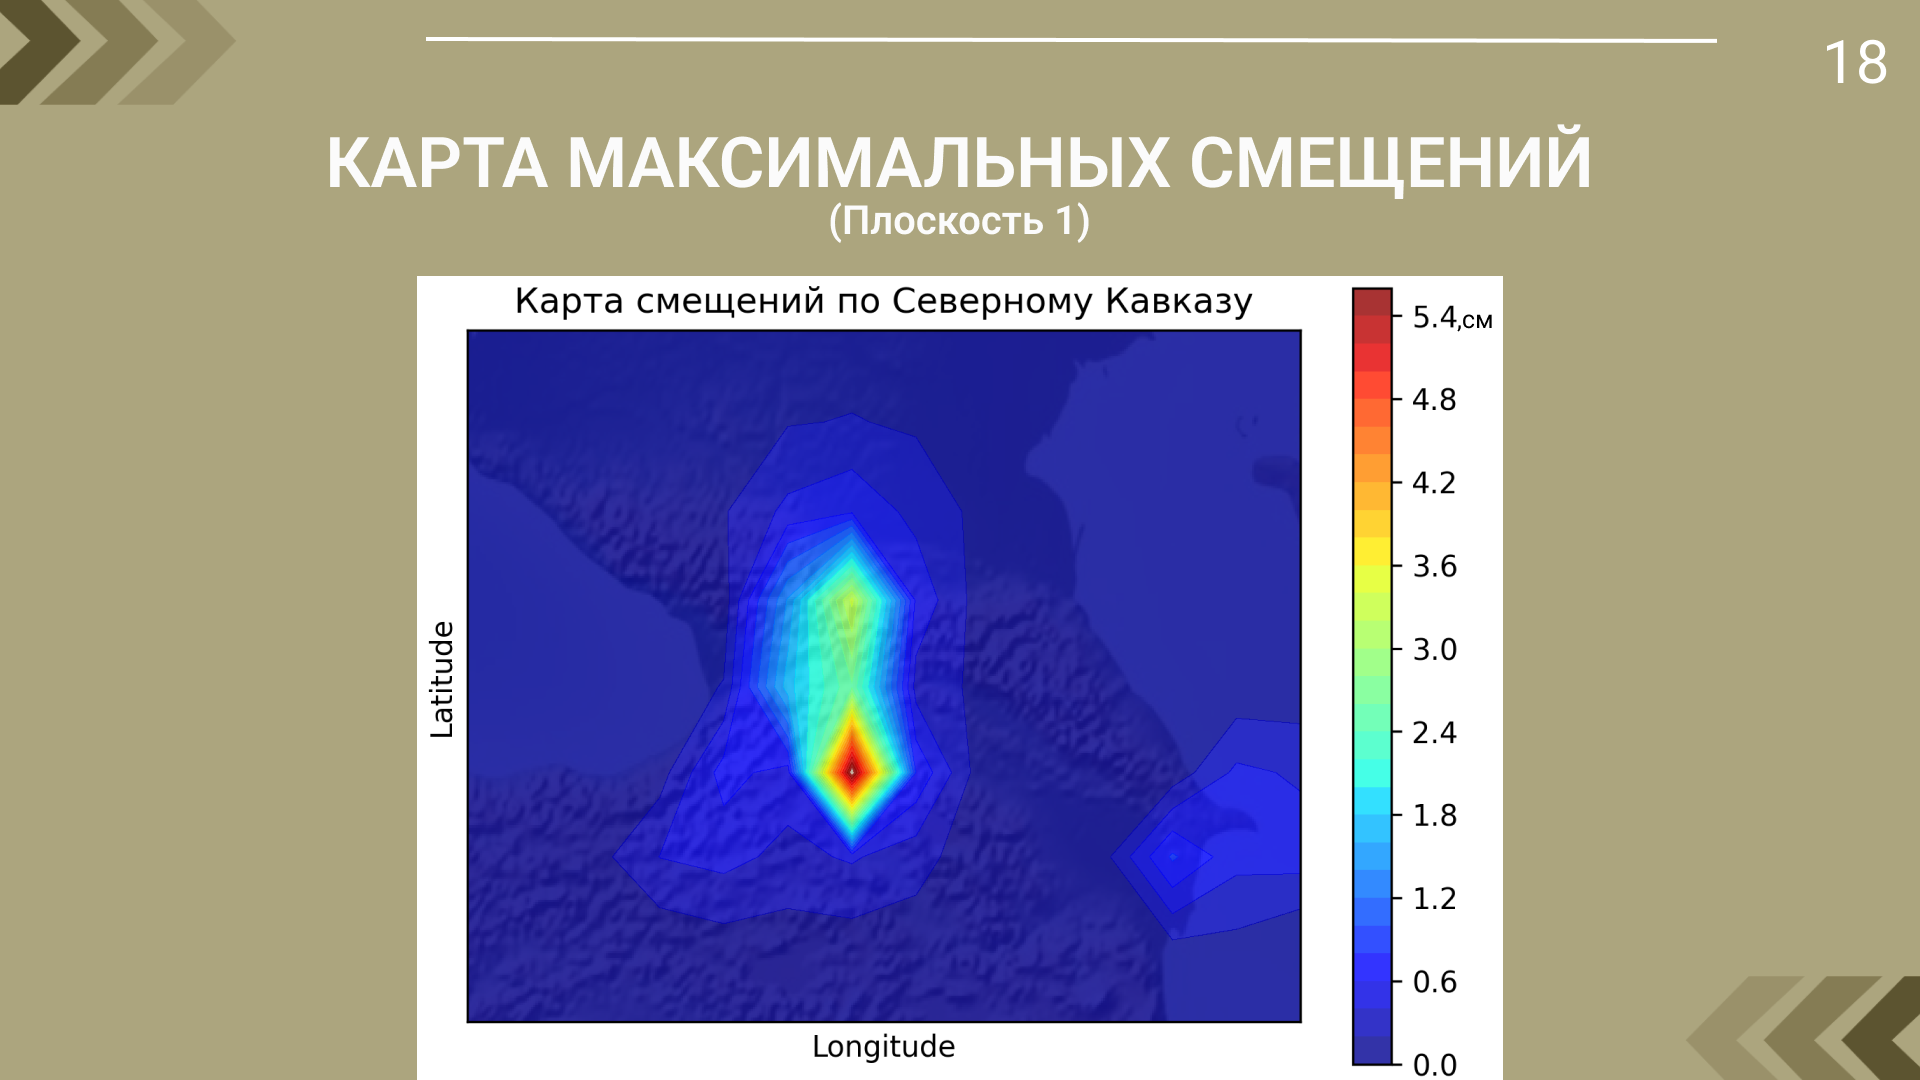 18
КАРТА МАКСИМАЛЬНЫХ СМЕЩЕНИЙ
(Плоскость 1)
Карта смещений по Северному Кавказу
5.4,см
4.8
4.2
3.6
3.0
2.4
1.8
1.2
0.6
0.0
Latitude
Longitude